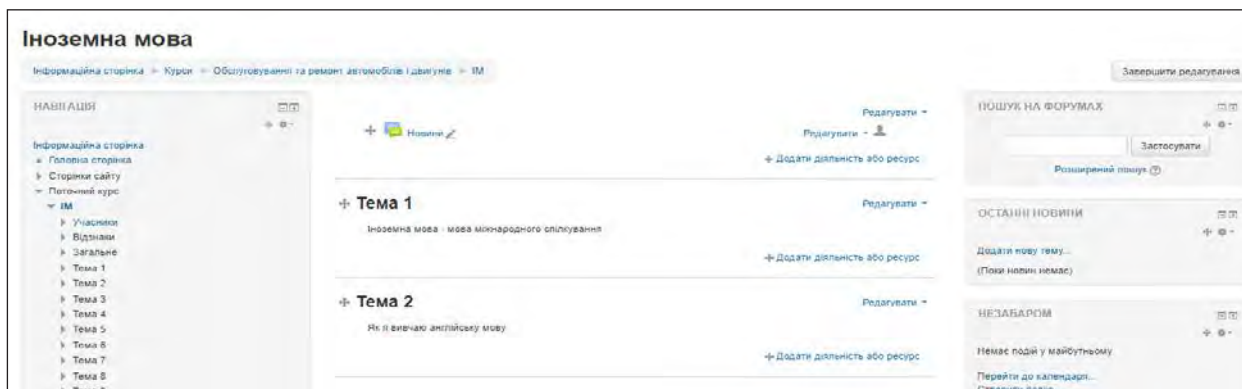 Іноземна мова
Інформаційна сторінка ► Курси ► Обслуговування та ремонт автомобілів і двигунів ► ІМ
Завершити редагування
НАВІГАЦІЯ
Інформаційна сторінка
Головна сторінка
Сторінки сайту
Поточний курс
ІМ
Учасники
Відзнаки
Загальне
Тема 1
Тема 2
Тема 3
Тема 4
Тема 5
Тема 6
Тема 7
Тема 8
Редагувати
Новини
Редагувати
Додати діяльність або ресурс
Тема 1
Редагувати
Іноземна мова - мова міжнародного спілкування
Додати діяльність або ресурс
Тема 2
Редагувати
Як я вивчаю англійську мову
Додати діяльність або ресурс
ПОШУК НА ФОРУМАХ
Застосувати
Розширений пошук
ОСТАННІ НОВИНИ
Додати нову тему...
(Поки новин немає)
НЕЗАБАРОМ
Немає подій у майбутньому
Перейти до календаря...